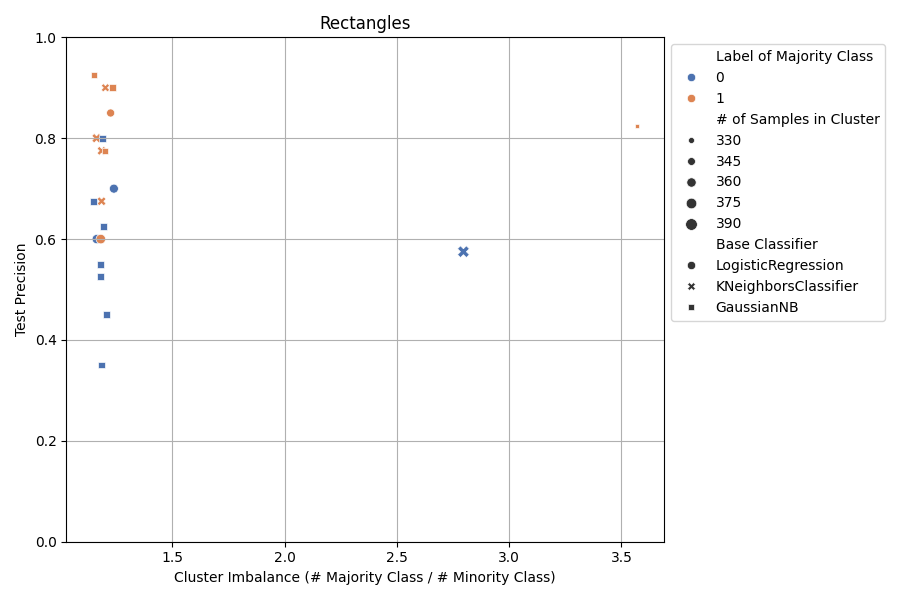 Rectangles
Test Precision
1.0
0.8
0.6
0.4
0.2
0.0
1.5
2.0
2.5
3.0
3.5
Cluster Imbalance (# Majority Class / # Minority Class)
Label of Majority Class
0
1
# of Samples in Cluster
330
345
360
375
390
Base Classifier
LogisticRegression
KNeighborsClassifier
GaussianNB